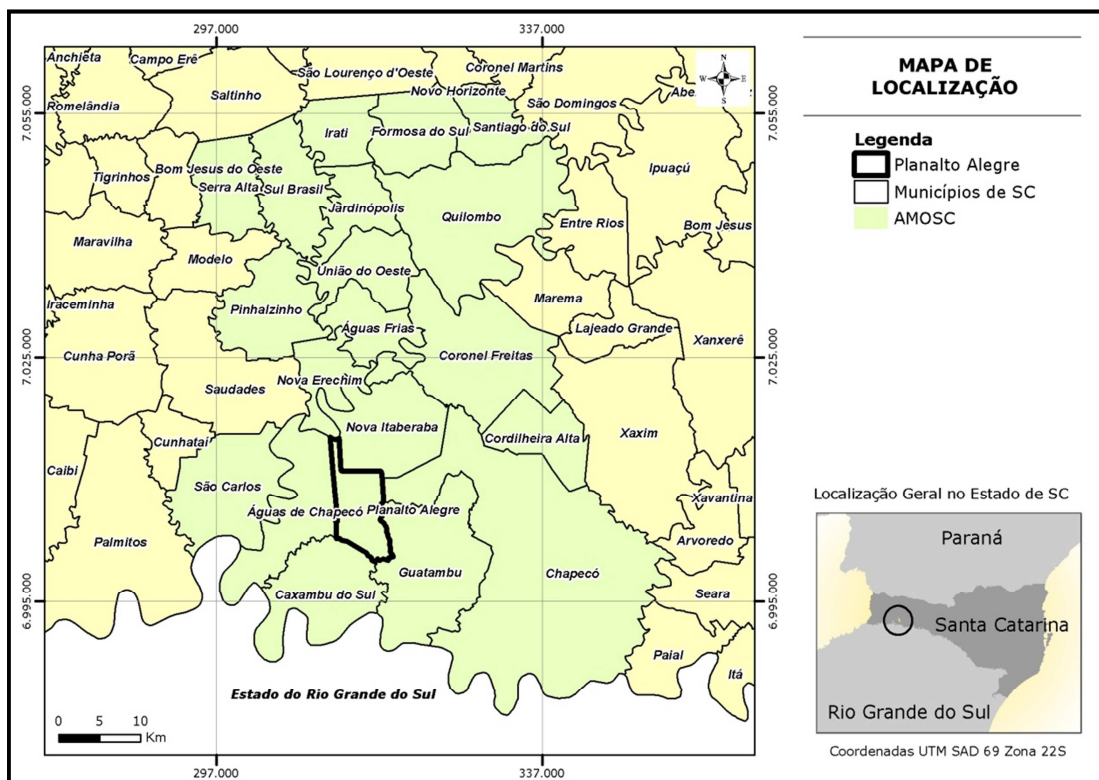 297.000
337.000
Anchieta
Campo Erê
São Lourenço d'Oeste
Coronel Martins
N
W E
S
Saltinho
Novo Horizonte
Romelândia
São Domingos
7.055.000
7.055.000
Irati
Formosa do Sul
Santiago do Sul
Tigrinhos
Bom Jesus do Oeste
Serra Alta
Sul Brasil
Ipuaçú
Jardinópolis
Quilombo
Entre Rios
Bom Jesus
Maravilha
Modelo
União do Oeste
Iraceminha
Pinhalzinho
Marema
Águas Frias
Lajeado Grande
Xanxerê
Cunha Porã
Coronel Freitas
7.025.000
7.025.000
Nova Erechim
Saudades
Nova Itaberaba
Cordilheira Alta
Xaxim
Cunhataí
Caibi
São Carlos
Xavantina
Águas de Chapecó
Planalto Alegre
Palmitos
Arvoredo
Guatambu
Chapecó
Caxambu do Sul
Seara
6.995.000
6.995.000
Paial
Itá
Estado do Rio Grande do Sul
0 5 10
Km
297.000
337.000
MAPA DE
LOCALIZAÇÃO
Legenda
Planalto Alegre
Municípios de SC
AMOSC
Localização Geral no Estado de SC
Paraná
Santa Catarina
Rio Grande do Sul
Coordenadas UTM SAD 69 Zona 22S